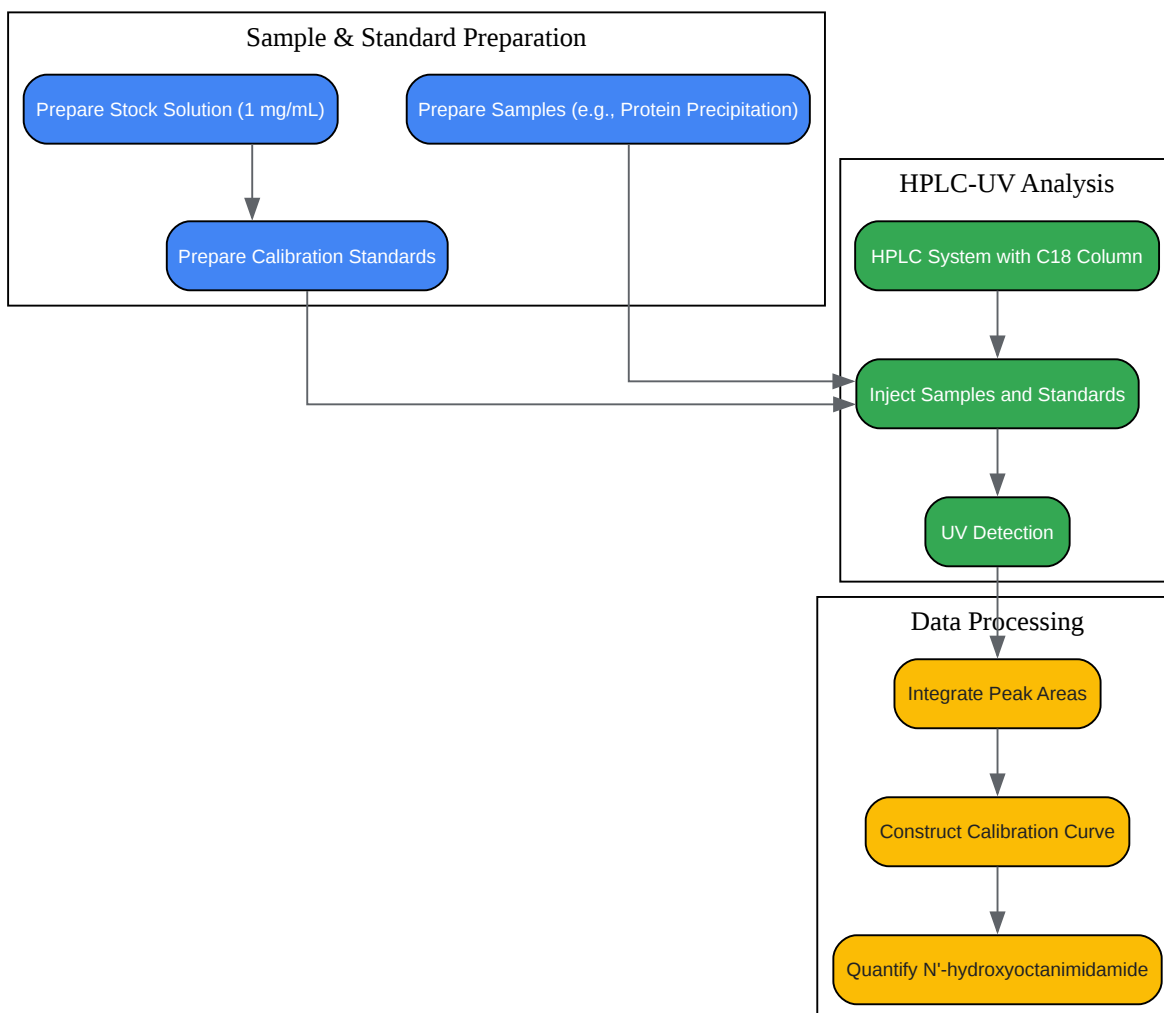 Sample & Standard Preparation
Prepare Stock Solution (1 mg/mL)
Prepare Samples (e.g., Protein Precipitation)
Prepare Calibration Standards
HPLC-UV Analysis
HPLC System with C18 Column
Inject Samples and Standards
UV Detection
Data Processing
Integrate Peak Areas
Construct Calibration Curve
Quantify N'-hydroxyoctanimidamide